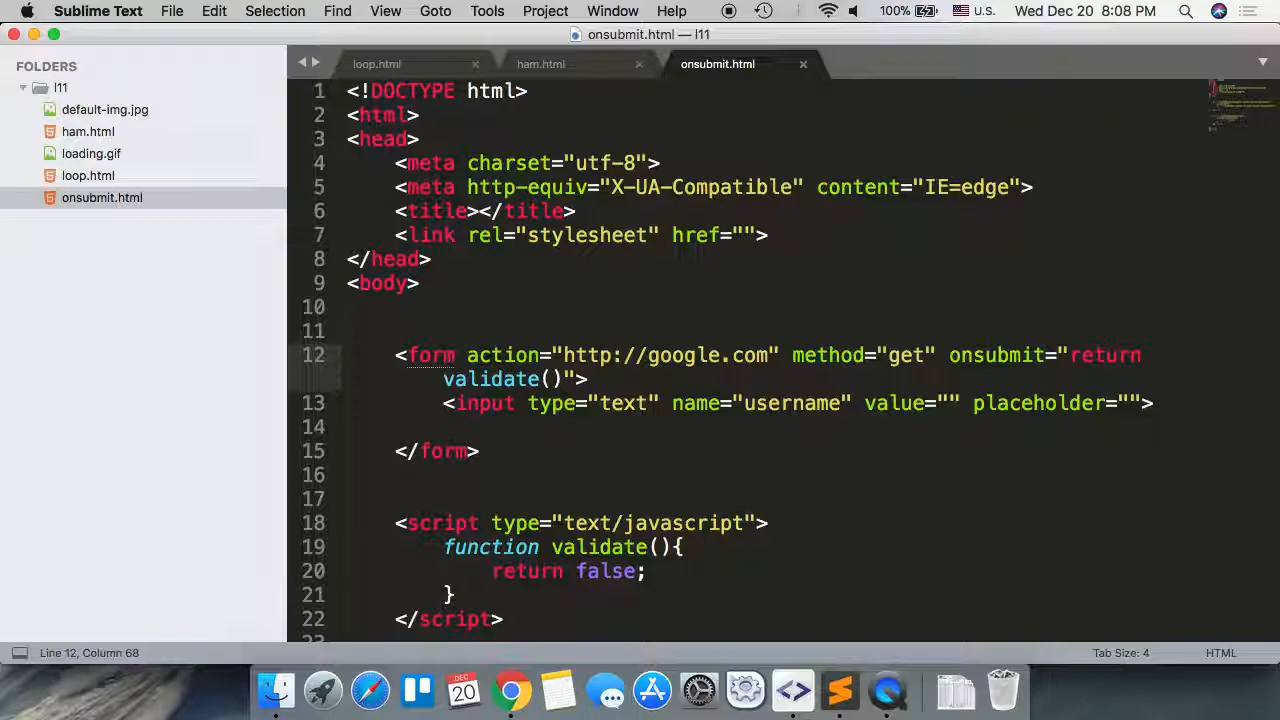 Sublime Text File Edit Selection Find View Goto Tools Project Window Help 100% U.S. Wed Dec 20 8:08 PM
onsubmit.html — l11
FOLDERS
l11
default-img.jpg
ham.html
loading.gif
loop.html
onsubmit.html
loop.html ham.html onsubmit.html
1 <!DOCTYPE html>
2 <html>
3 <head>
4 <meta charset="utf-8">
5 <meta http-equiv="X-UA-Compatible" content="IE=edge">
6 <title></title>
7 <link rel="stylesheet" href="">
8 </head>
9 <body>
10
11
12 <form action="http://google.com" method="get" onsubmit="return
validate()">
13 <input type="text" name="username" value="" placeholder="">
14
15 </form>
16
17
18 <script type="text/javascript">
19 function validate(){
20 return false;
21 }
22 </script>
23
Line 12, Column 68 Tab Size: 4 HTML
DEC
20